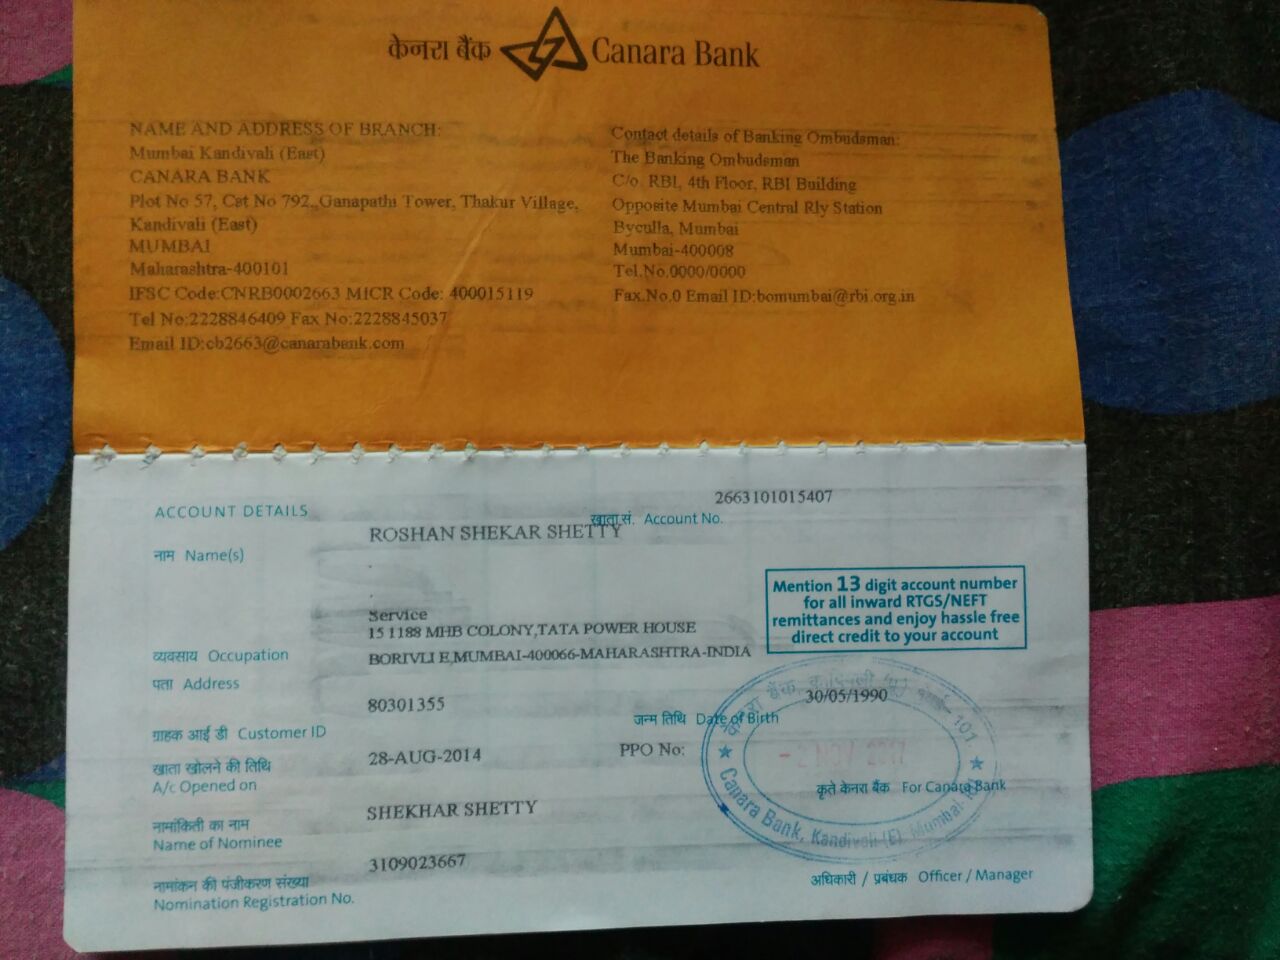 केनरा बैंक Canara Bank
NAME AND ADDRESS OF BRANCH:
Mumbai Kandivali (East)
CANARA BANK
Plot No 57, Cst No 792,,Ganapathi Tower, Thakur Village,
Kandivali (East)
MUMBAI
Maharashtra-400101
IFSC Code:CNRB0002663 MICR Code: 400015119
Tel No:2228846409 Fax No:2228845037
Email ID:cb2663@canarabank.com
Contact details of Banking Ombudsman:
The Banking Ombudsman
C/o. RBI, 4th Floor, RBI Building
Opposite Mumbai Central Rly Station
Byculla, Mumbai
Mumbai-400008
Tel.No.0000/0000
Fax.No.0 Email ID:bomumbai@rbi.org.in
ACCOUNT DETAILS
2663101015407
खाता सं. Account No.
ROSHAN SHEKAR SHETTY
नाम Name(s)
Mention 13 digit account number
for all inward RTGS/NEFT
remittances and enjoy hassle free
direct credit to your account
Service
15 1188 MHB COLONY,TATA POWER HOUSE
व्यवसाय Occupation
BORIVLI E,MUMBAI-400066-MAHARASHTRA-INDIA
पता Address
80301355
30/05/1990
जन्म तिथि Date of Birth
ग्राहक आई डी Customer ID
28-AUG-2014
PPO No:
खाता खोलने की तिथि
A/c Opened on
- 2 NOV 2017
कृते केनरा बैंक For Canara Bank
SHEKHAR SHETTY
नामांकिती का नाम
Name of Nominee
Canara Bank, Kandivali (E), Mumbai-
3109023667
नामांकन की पंजीकरण संख्या
Nomination Registration No.
अधिकारी / प्रबंधक Officer / Manager